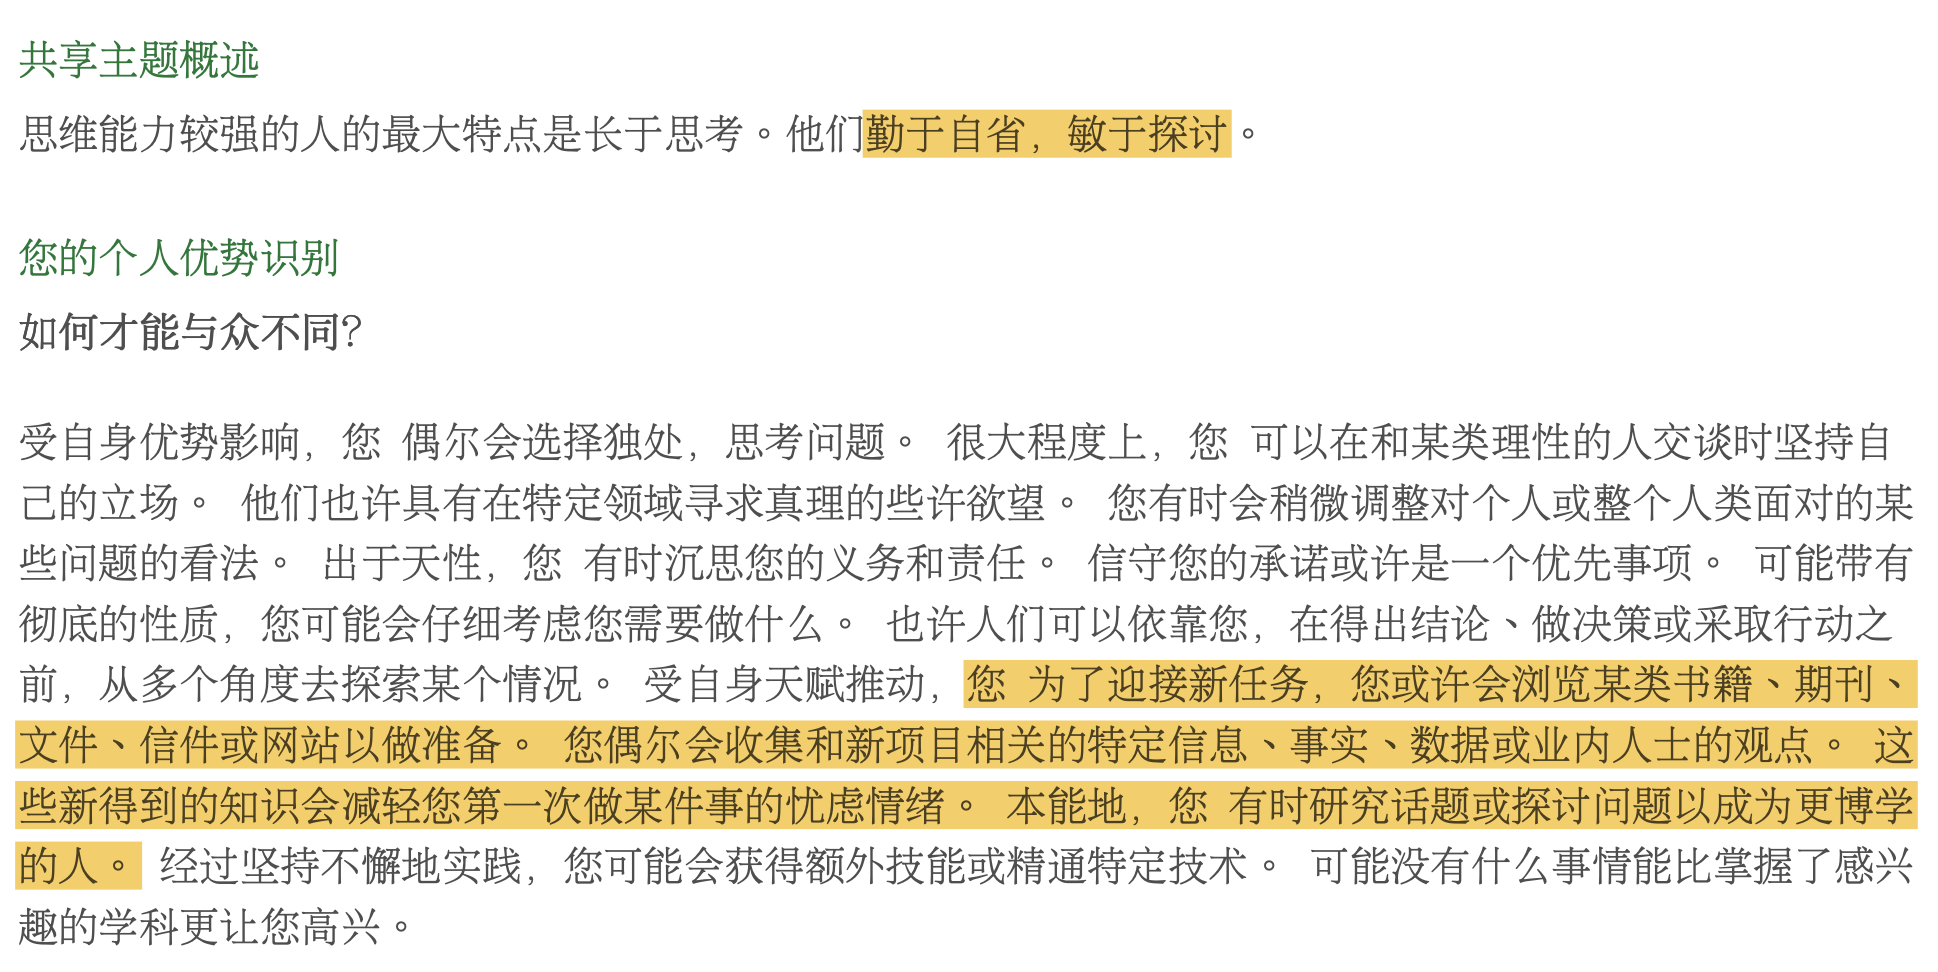 共享主题概述
思维能力较强的人的最大特点是长于思考。他们勤于自省，敏于探讨。
您的个人优势识别
如何才能与众不同?
受自身优势影响，您 偶尔会选择独处，思考问题。 很大程度上，您 可以在和某类理性的人交谈时坚持自
己的立场。 他们也许具有在特定领域寻求真理的些许欲望。 您有时会稍微调整对个人或整个人类面对的某
些问题的看法。 出于天性，您 有时沉思您的义务和责任。 信守您的承诺或许是一个优先事项。 可能带有
彻底的性质，您可能会仔细考虑您需要做什么。 也许人们可以依靠您，在得出结论、做决策或采取行动之
前，从多个角度去探索某个情况。 受自身天赋推动，您 为了迎接新任务，您或许会浏览某类书籍、期刊、
文件、信件或网站以做准备。 您偶尔会收集和新项目相关的特定信息、事实、数据或业内人士的观点。 这
些新得到的知识会减轻您第一次做某件事的忧虑情绪。 本能地，您 有时研究话题或探讨问题以成为更博学
的人。 经过坚持不懈地实践，您可能会获得额外技能或精通特定技术。 可能没有什么事情能比掌握了感兴
趣的学科更让您高兴。